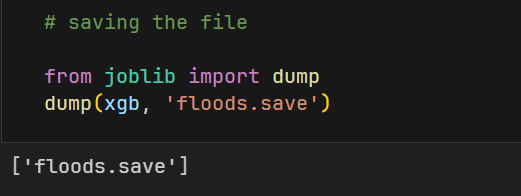 # saving the file
from joblib import dump
dump(xgb, 'floods.save')
['floods.save']